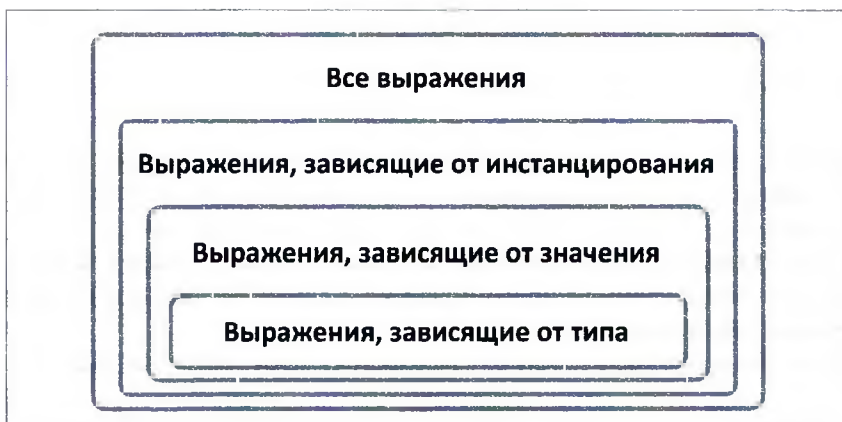 Все выражения
Выражения, зависящие от инстанцирования
Выражения, зависящие от значения
Выражения, зависящие от типа